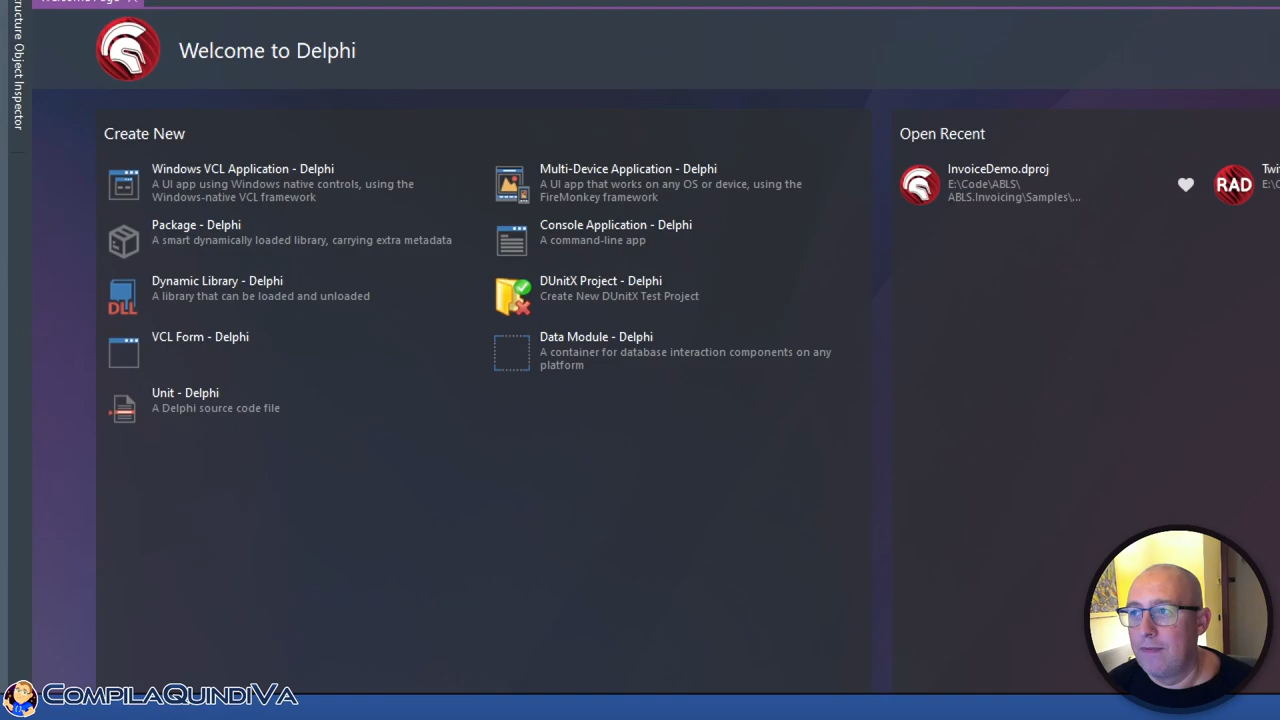 Structure Object Inspector
Welcome to Delphi
Create New
Windows VCL Application - Delphi
A UI app using Windows native controls, using the
Windows-native VCL framework
Multi-Device Application - Delphi
A UI app that works on any OS or device, using the
FireMonkey framework
Package - Delphi
A smart dynamically loaded library, carrying extra metadata
Console Application - Delphi
A command-line app
Dynamic Library - Delphi
A library that can be loaded and unloaded
DLL
DUnitX Project - Delphi
Create New DUnitX Test Project
VCL Form - Delphi
Data Module - Delphi
A container for database interaction components on any
platform
Unit - Delphi
A Delphi source code file
Open Recent
InvoiceDemo.dproj
E:\Code\ABLS\
ABLS.Invoicing\Samples\...
RAD
Twi
E:\C
CompilaQuindiVa